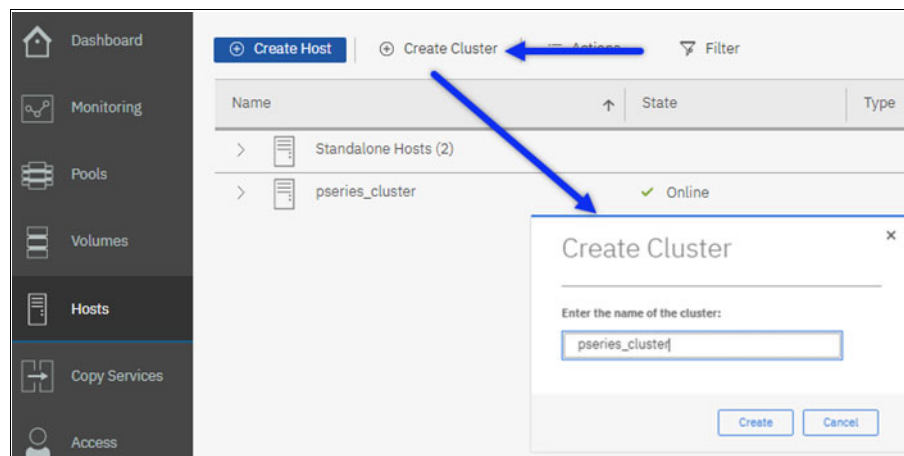 Dashboard
Monitoring
Pools
Volumes
Hosts
Copy Services
Access
Create Host
Create Cluster
Actions
Filter
Name
State
Type
Standalone Hosts (2)
pseries_cluster
Online
Create Cluster
Enter the name of the cluster:
pseries_cluster
Create
Cancel